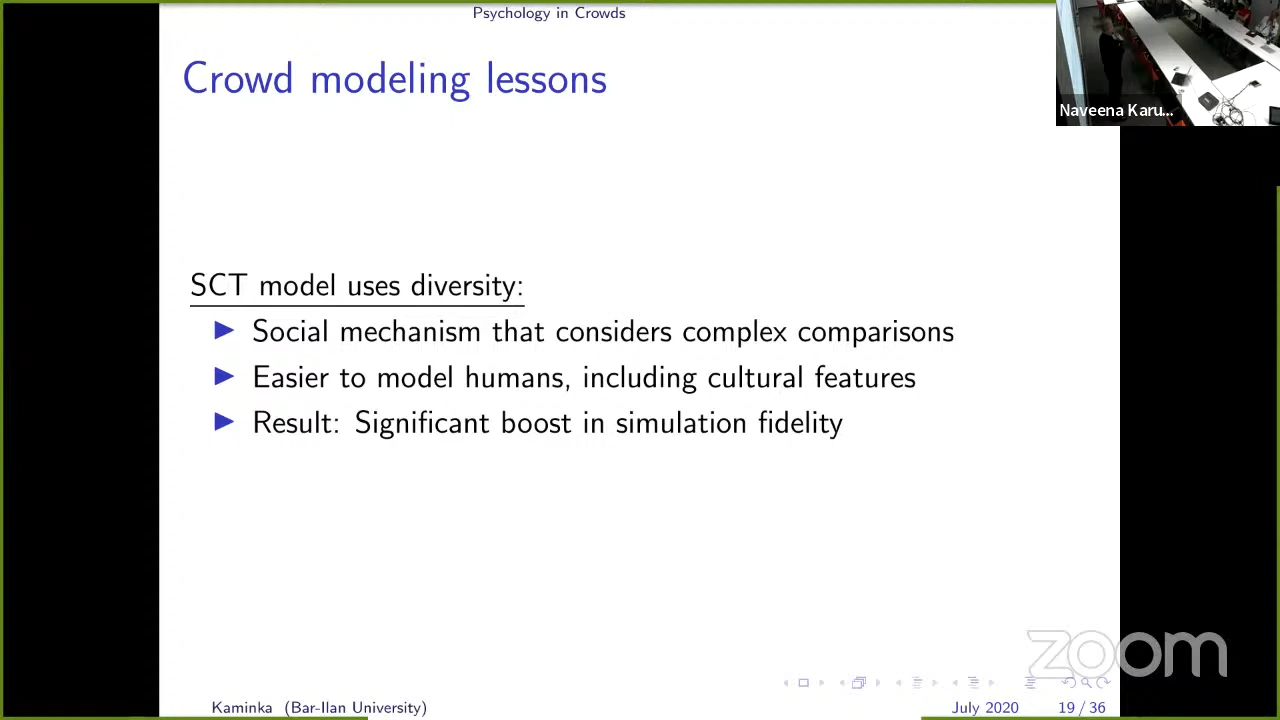 Psychology in Crowds
Crowd modeling lessons
Naveena Karu...
SCT model uses diversity:
Social mechanism that considers complex comparisons
Easier to model humans, including cultural features
Result: Significant boost in simulation fidelity
zoom
Kaminka (Bar-Ilan University)
July 2020
19 / 36